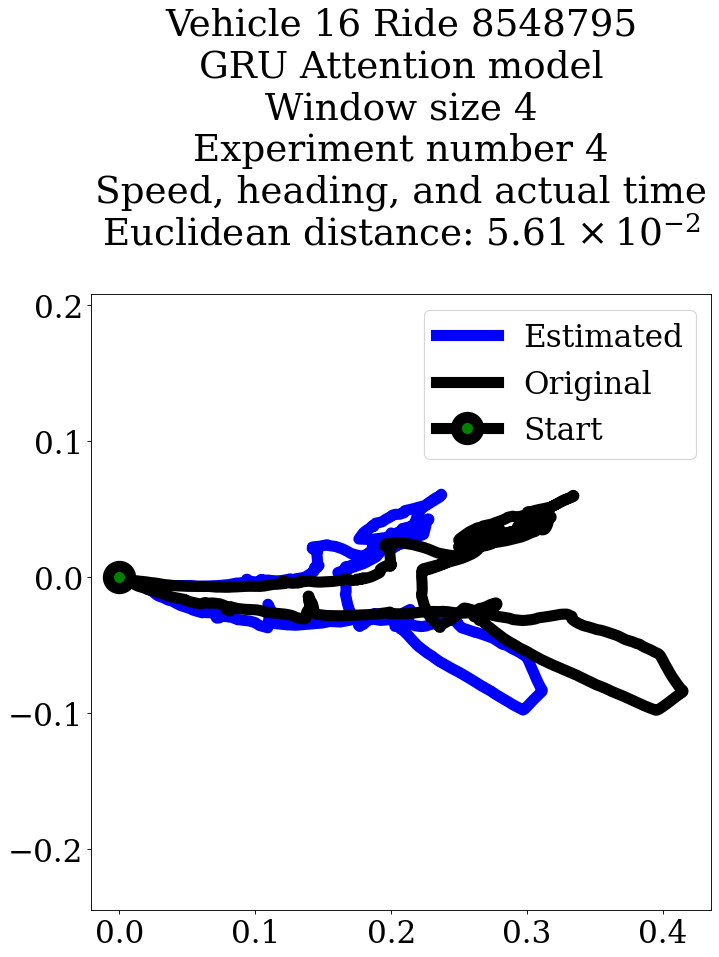 Vehicle 16 Ride 8548795
GRU Attention model
Window size 4
Experiment number 4
Speed, heading, and actual time
Euclidean distance: 5.61 × 10⁻²
Estimated
Original
Start
0.2
0.1
0.0
−0.1
−0.2
0.0 0.1 0.2 0.3 0.4